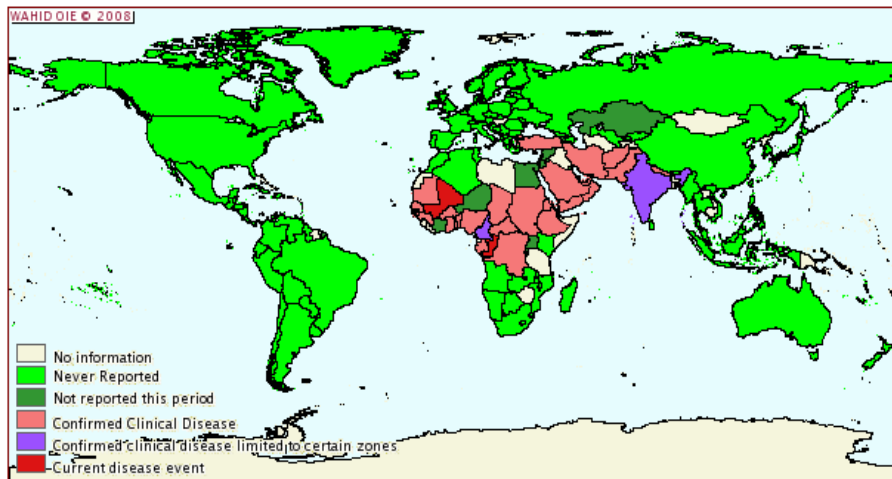 WAHID OIE © 2008
No information
Never Reported
Not reported this period
Confirmed Clinical Disease
Confirmed clinical disease limited to certain zones
Current disease event